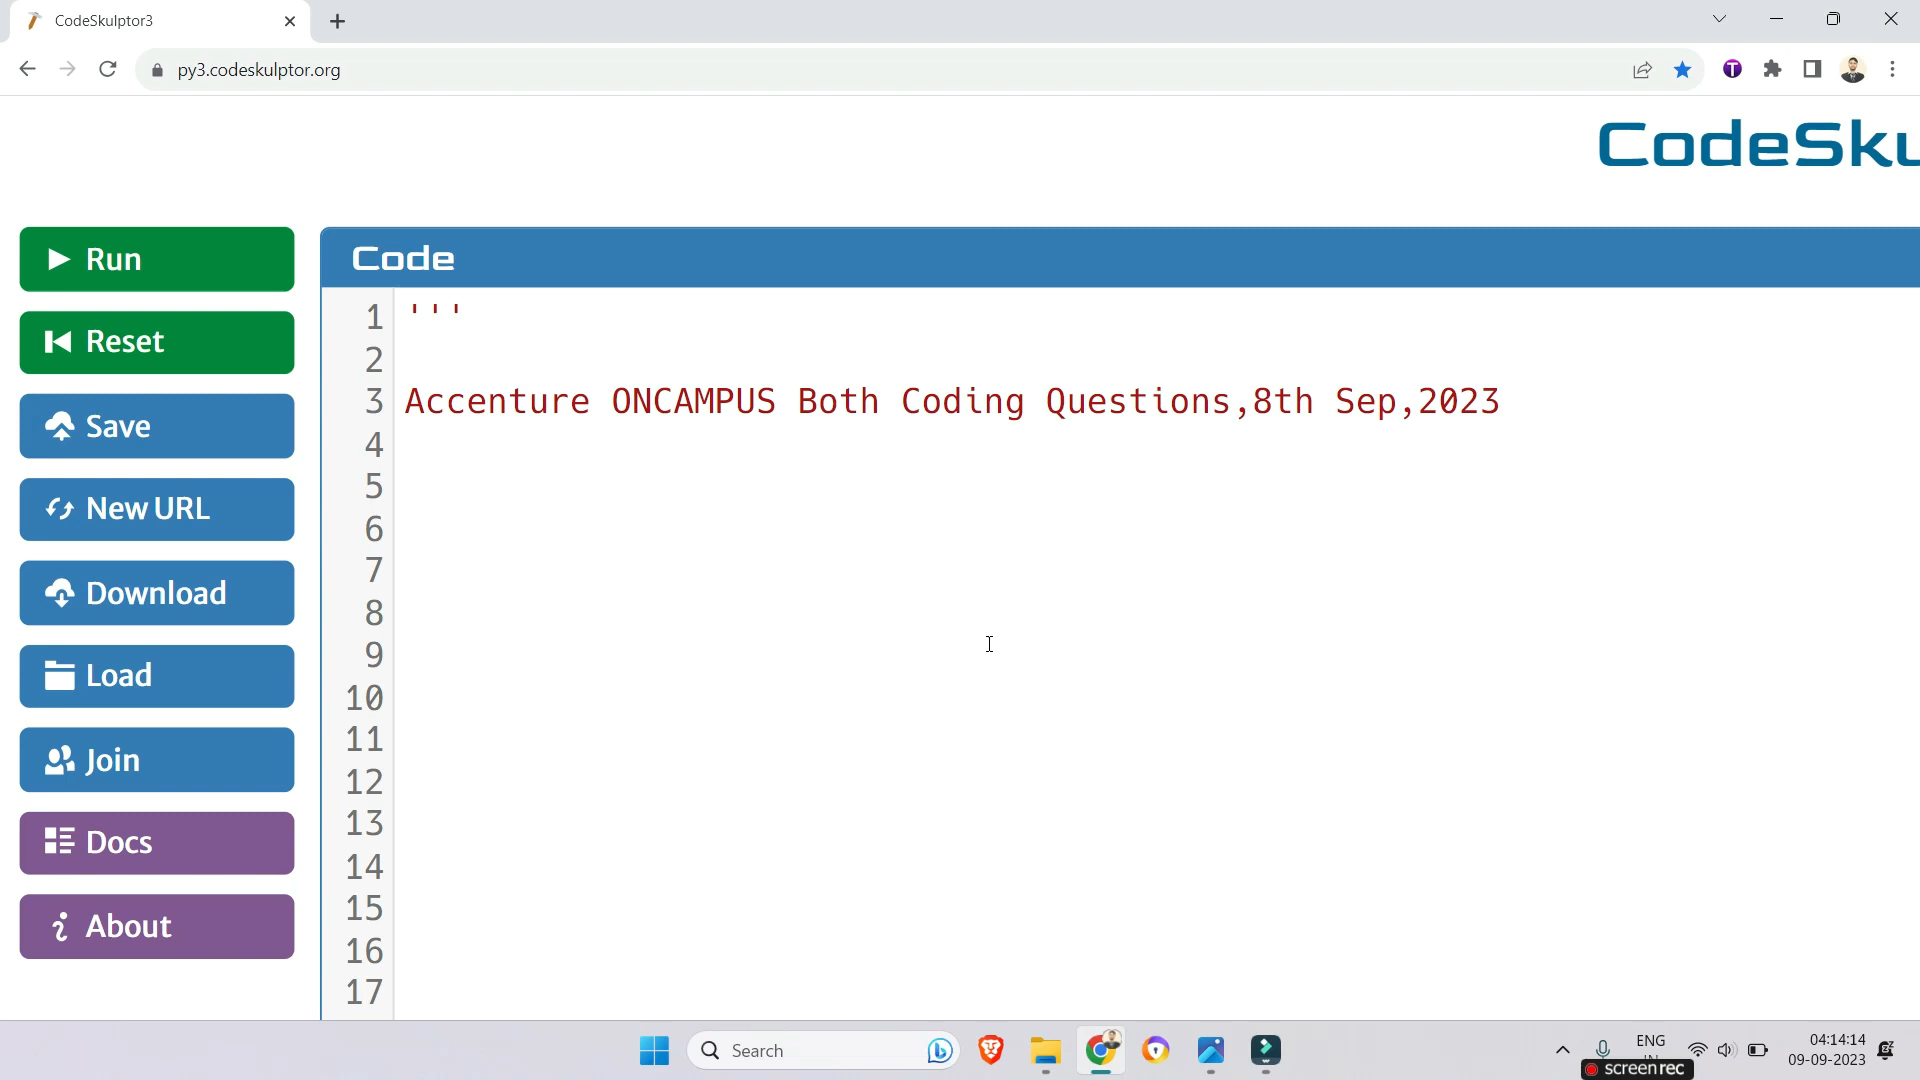 CodeSkulptor3
py3.codeskulptor.org
T
CodeSku
Run
Reset
Save
New URL
Download
Load
Join
Docs
About
Code
1 '''
2
3 Accenture ONCAMPUS Both Coding Questions,8th Sep,2023
4
5
6
7
8
9
10
11
12
13
14
15
16
17
Search
ENG
04:14:14
09-09-2023
screenrec